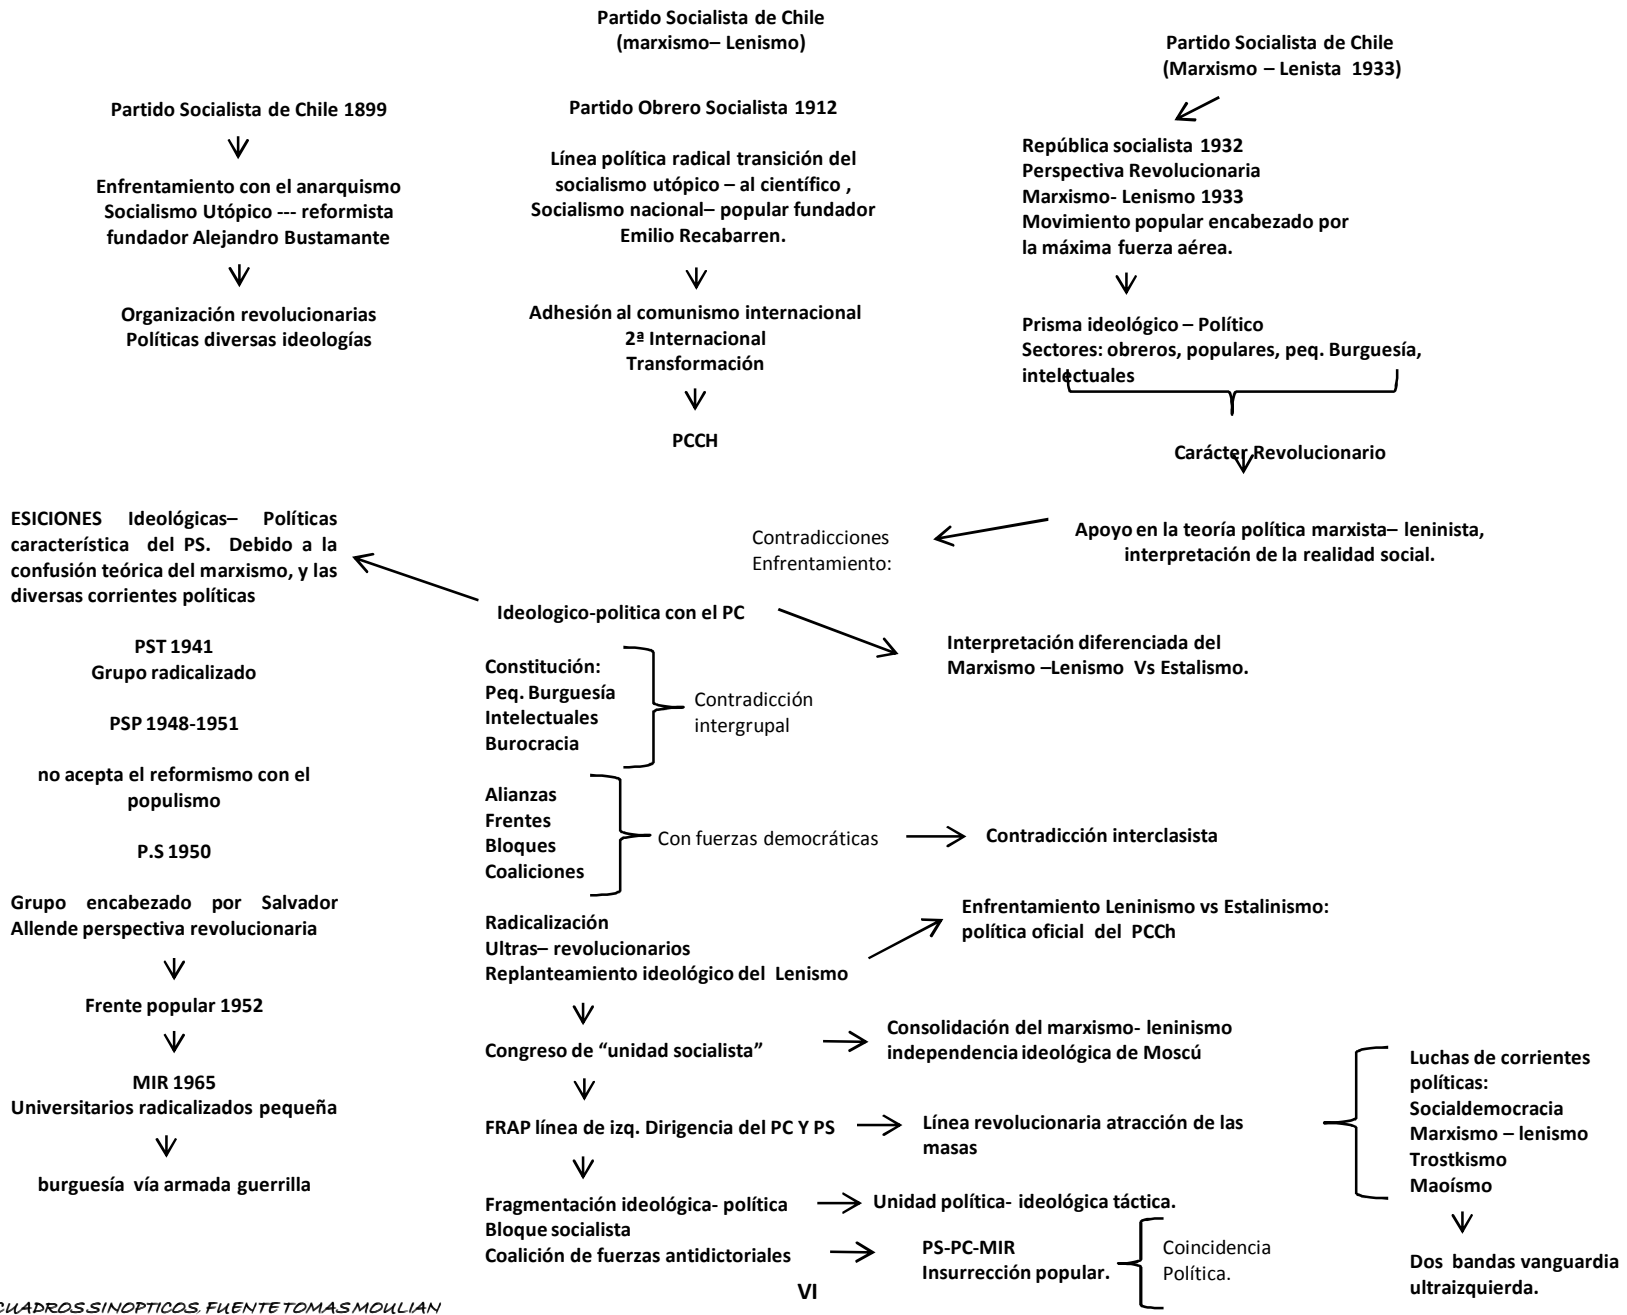 Partido Socialista de Chile
(marxismo– Lenismo)
Partido Socialista de Chile
(Marxismo – Lenista 1933)
Partido Socialista de Chile 1899
Enfrentamiento con el anarquismo
Socialismo Utópico --- reformista
fundador Alejandro Bustamante
Organización revolucionarias
Políticas diversas ideologías
Partido Obrero Socialista 1912
Línea política radical transición del
socialismo utópico – al científico ,
Socialismo nacional– popular fundador
Emilio Recabarren.
Adhesión al comunismo internacional
2ª Internacional
Transformación
PCCH
República socialista 1932
Perspectiva Revolucionaria
Marxismo- Lenismo 1933
Movimiento popular encabezado por
la máxima fuerza aérea.
Prisma ideológico – Político
Sectores: obreros, populares, peq. Burguesía,
intelectuales
Carácter Revolucionario
Apoyo en la teoría política marxista– leninista,
interpretación de la realidad social.
Contradicciones
Enfrentamiento:
ESICIONES Ideológicas– Políticas
característica del PS. Debido a la
confusión teórica del marxismo, y las
diversas corrientes políticas
PST 1941
Grupo radicalizado
PSP 1948-1951
no acepta el reformismo con el
populismo
P.S 1950
Grupo encabezado por Salvador
Allende perspectiva revolucionaria
Frente popular 1952
MIR 1965
Universitarios radicalizados pequeña
burguesía vía armada guerrilla
Ideologico-politica con el PC
Interpretación diferenciada del
Marxismo –Lenismo Vs Estalismo.
Constitución:
Peq. Burguesía
Intelectuales
Burocracia
Contradicción
intergrupal
Alianzas
Frentes
Bloques
Coaliciones
Con fuerzas democráticas
Contradicción interclasista
Radicalización
Ultras– revolucionarios
Replanteamiento ideológico del Lenismo
Enfrentamiento Leninismo vs Estalinismo:
política oficial del PCCh
Congreso de “unidad socialista”
Consolidación del marxismo- leninismo
independencia ideológica de Moscú
FRAP línea de izq. Dirigencia del PC Y PS
Línea revolucionaria atracción de las
masas
Luchas de corrientes
políticas:
Socialdemocracia
Marxismo – lenismo
Trostkismo
Maoísmo
Dos bandas vanguardia
ultraizquierda.
Fragmentación ideológica- política
Bloque socialista
Coalición de fuerzas antidictoriales
Unidad política- ideológica táctica.
PS-PC-MIR
Insurrección popular.
Coincidencia
Política.
VI
CUADROS SINOPTICOS, FUENTE TOMAS MOULIAN